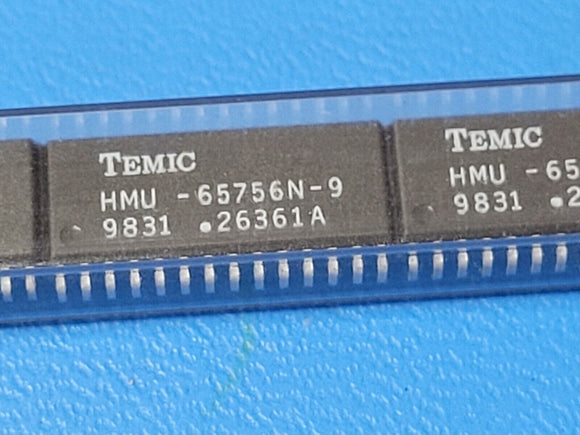 TEMIC
HMU -65756N-9
9831 .26361A
TEMIC
HMU -65
9831 .2